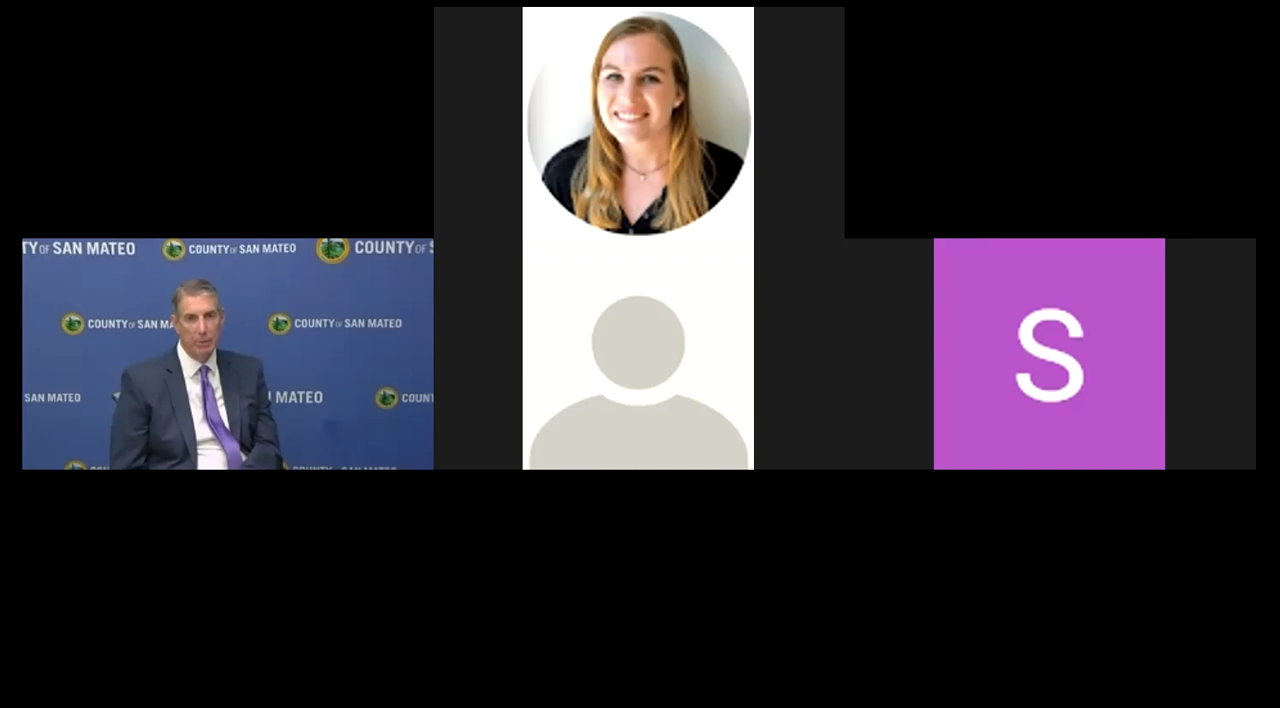 TY OF SAN MATEO
COUNTY OF SAN MATEO
COUNTY OF S
COUNTY OF SAN MA
COUNTY OF SAN MATEO
SAN MATEO
N MATEO
COUNT
S